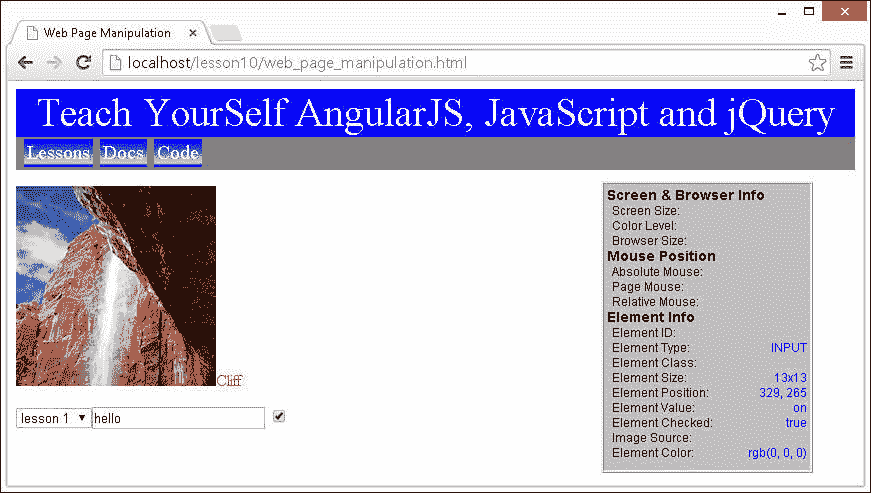 Web Page Manipulation
localhost/lesson10/web_page_manipulation.html
Teach YourSelf AngularJS, JavaScript and jQuery
Lessons Docs Code
Cliff
lesson 1 hello
Screen & Browser Info
Screen Size:
Color Level:
Browser Size:
Mouse Position
Absolute Mouse:
Page Mouse:
Relative Mouse:
Element Info
Element ID:
Element Type: INPUT
Element Class:
Element Size: 13x13
Element Position: 329, 265
Element Value: on
Element Checked: true
Image Source:
Element Color: rgb(0, 0, 0)